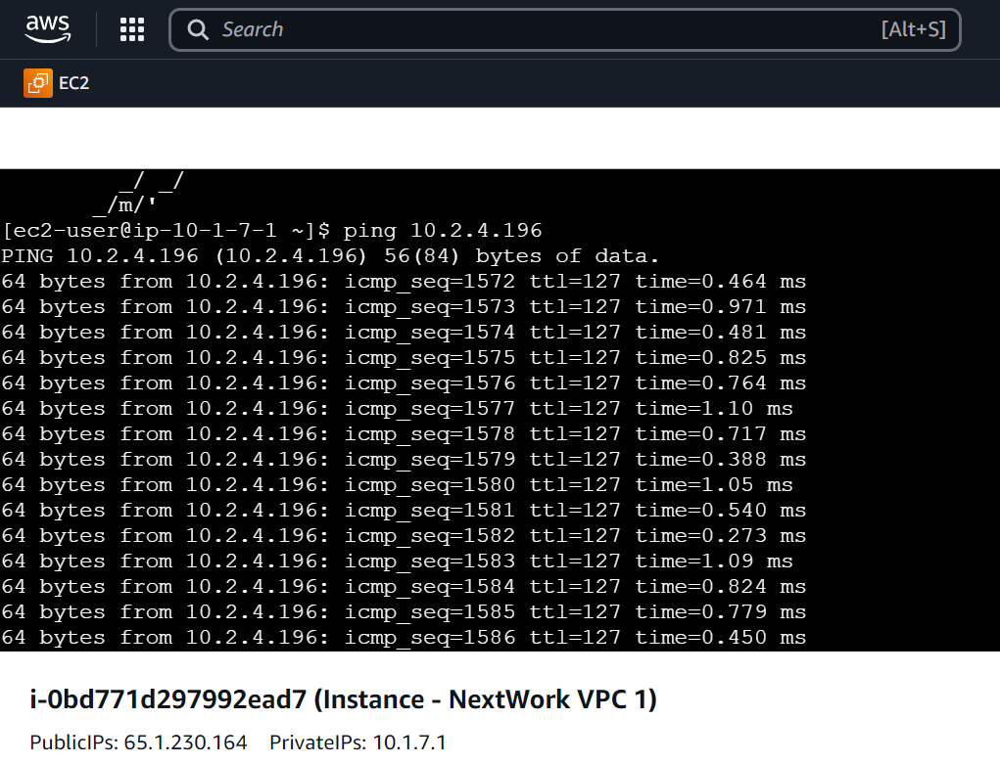 aws
Search [Alt+S]
EC2
_/ _/
_/m/'
[ec2-user@ip-10-1-7-1 ~]$ ping 10.2.4.196
PING 10.2.4.196 (10.2.4.196) 56(84) bytes of data.
64 bytes from 10.2.4.196: icmp_seq=1572 ttl=127 time=0.464 ms
64 bytes from 10.2.4.196: icmp_seq=1573 ttl=127 time=0.971 ms
64 bytes from 10.2.4.196: icmp_seq=1574 ttl=127 time=0.481 ms
64 bytes from 10.2.4.196: icmp_seq=1575 ttl=127 time=0.825 ms
64 bytes from 10.2.4.196: icmp_seq=1576 ttl=127 time=0.764 ms
64 bytes from 10.2.4.196: icmp_seq=1577 ttl=127 time=1.10 ms
64 bytes from 10.2.4.196: icmp_seq=1578 ttl=127 time=0.717 ms
64 bytes from 10.2.4.196: icmp_seq=1579 ttl=127 time=0.388 ms
64 bytes from 10.2.4.196: icmp_seq=1580 ttl=127 time=1.05 ms
64 bytes from 10.2.4.196: icmp_seq=1581 ttl=127 time=0.540 ms
64 bytes from 10.2.4.196: icmp_seq=1582 ttl=127 time=0.273 ms
64 bytes from 10.2.4.196: icmp_seq=1583 ttl=127 time=1.09 ms
64 bytes from 10.2.4.196: icmp_seq=1584 ttl=127 time=0.824 ms
64 bytes from 10.2.4.196: icmp_seq=1585 ttl=127 time=0.779 ms
64 bytes from 10.2.4.196: icmp_seq=1586 ttl=127 time=0.450 ms
i-0bd771d297992ead7 (Instance - NextWork VPC 1)
PublicIPs: 65.1.230.164 PrivateIPs: 10.1.7.1